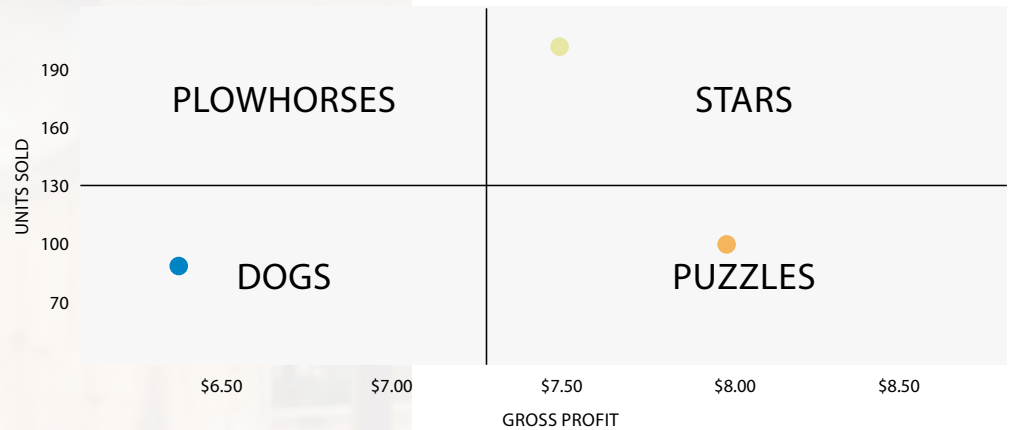 190
PLOWHORSES
STARS
160
UNITS SOLD
130
100
DOGS
PUZZLES
70
$6.50
$7.00
$7.50
$8.00
$8.50
GROSS PROFIT